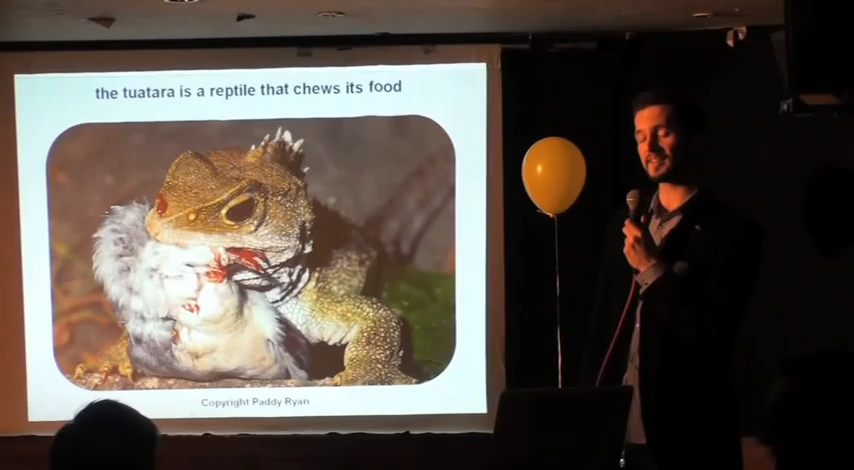 the tuatara is a reptile that chews its food
Copyright Paddy Ryan